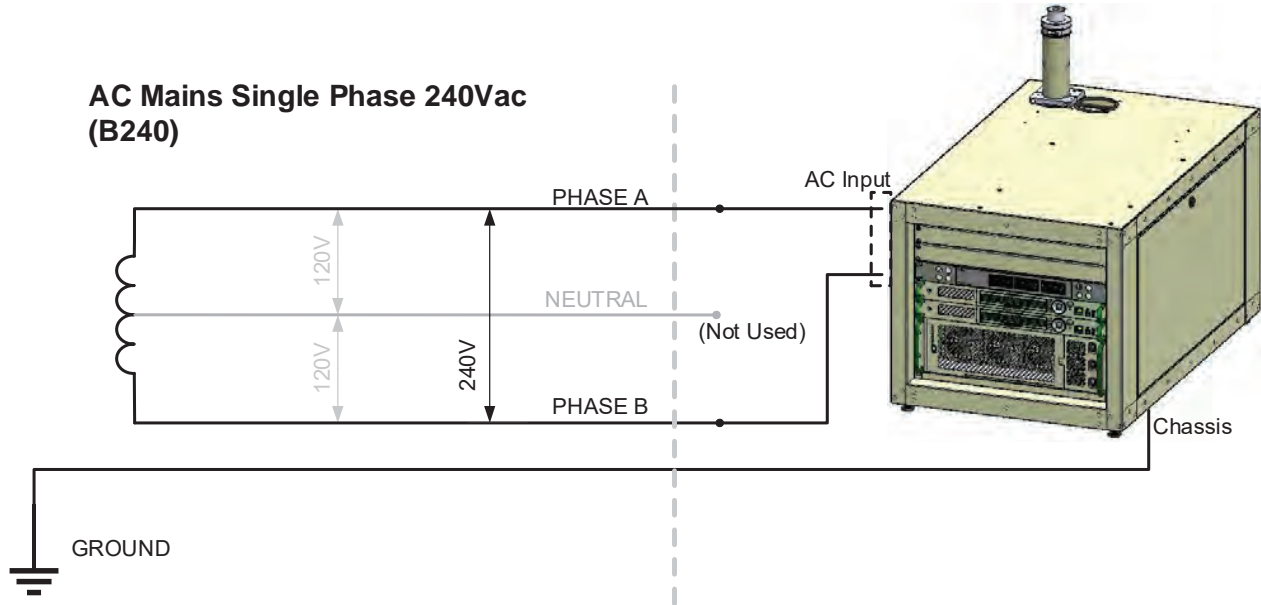 AC Mains Single Phase 240Vac
(B240)
AC Input
PHASE A
120V
NEUTRAL
(Not Used)
120V
240V
PHASE B
Chassis
GROUND